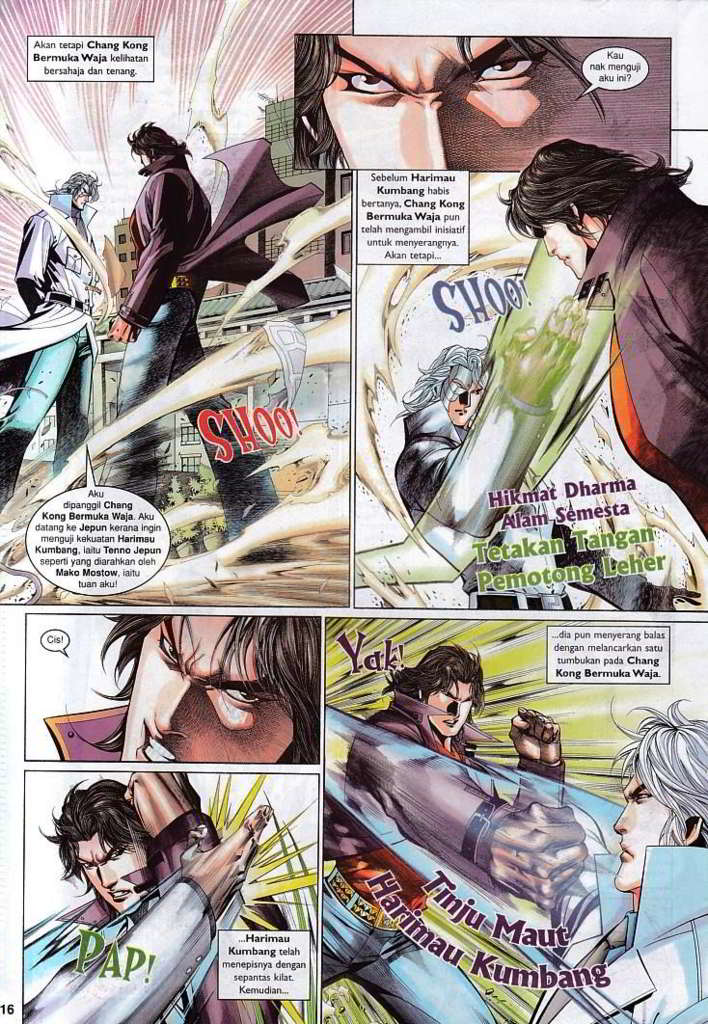 Akan tetapi Chang Kong
Bermuka Waja kelihatan
bersahaja dan tenang.
SHOO!
Aku
dipanggil Chang
Kong Bermuka Waja. Aku
datang ke Jepun kerana ingin
menguji kekuatan Harimau
Kumbang, iaitu Tenno Jepun
seperti yang diarahkan oleh
Mako Mostow, iaitu
tuan aku!
Kau
nak menguji
aku ini?
Sebelum Harimau
Kumbang habis
bertanya, Chang Kong
Bermuka Waja pun
telah mengambil inisiatif
untuk menyerangnya.
Akan tetapi...
SHOO!
Hikmat Dharma
Alam Semesta
Tetakan Tangan
Pemotong Leher
Cis!
PAP!
...Harimau
Kumbang telah
menepisnya dengan
sepantas kilat.
Kemudian...
Yak!
...dia pun menyerang balas
dengan melancarkan satu
tumbukan pada Chang
Kong Bermuka Waja.
Tinju Maut
Harimau Kumbang
16